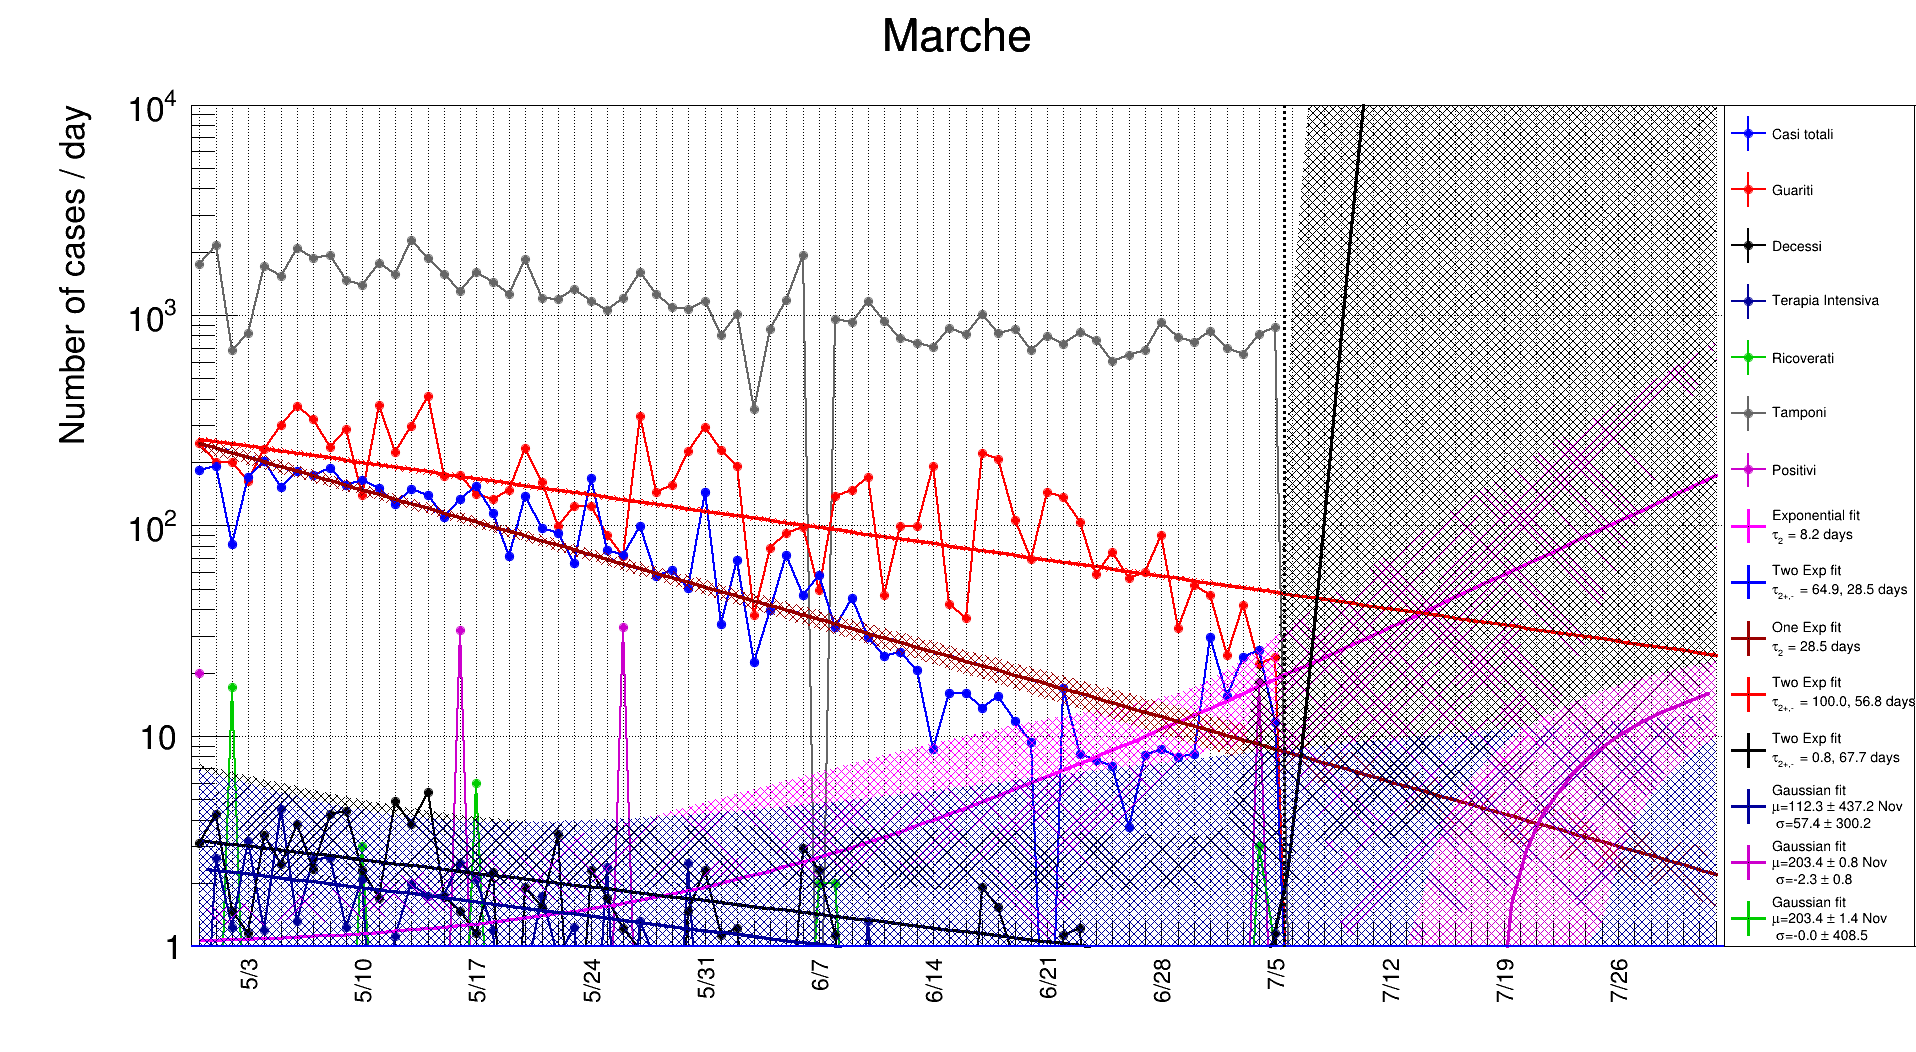 Marche
Number of cases / day
10^4
10^3
10^2
10
1
5/3
5/10
5/17
5/24
5/31
6/7
6/14
6/21
6/28
7/5
7/12
7/19
7/26
Casi totali
Guariti
Decessi
Terapia Intensiva
Ricoverati
Tamponi
Positivi
Exponential fit
τ2 = 8.2 days
Two Exp fit
τ2+,- = 64.9, 28.5 days
One Exp fit
τ2 = 28.5 days
Two Exp fit
τ2+,- = 100.0, 56.8 days
Two Exp fit
τ2+,- = 0.8, 67.7 days
Gaussian fit
μ=112.3 ± 437.2 Nov
σ=57.4 ± 300.2
Gaussian fit
μ=203.4 ± 0.8 Nov
σ=-2.3 ± 0.8
Gaussian fit
μ=203.4 ± 1.4 Nov
σ=-0.0 ± 408.5